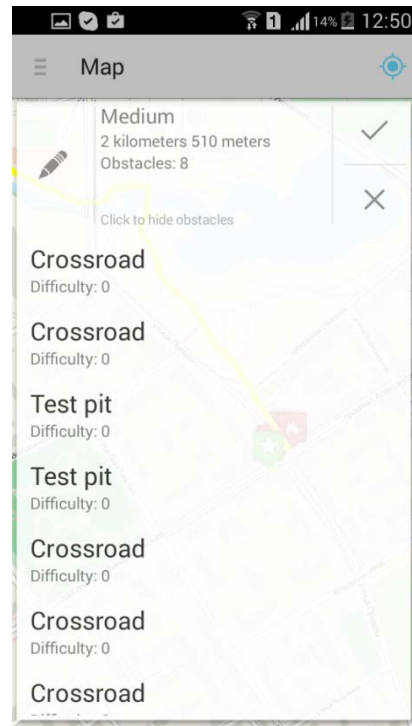 1 14% 12:50
Map
Medium
2 kilometers 510 meters
Obstacles: 8
Click to hide obstacles
Crossroad
Difficulty: 0
Crossroad
Difficulty: 0
Test pit
Difficulty: 0
Test pit
Difficulty: 0
Crossroad
Difficulty: 0
Crossroad
Difficulty: 0
Crossroad